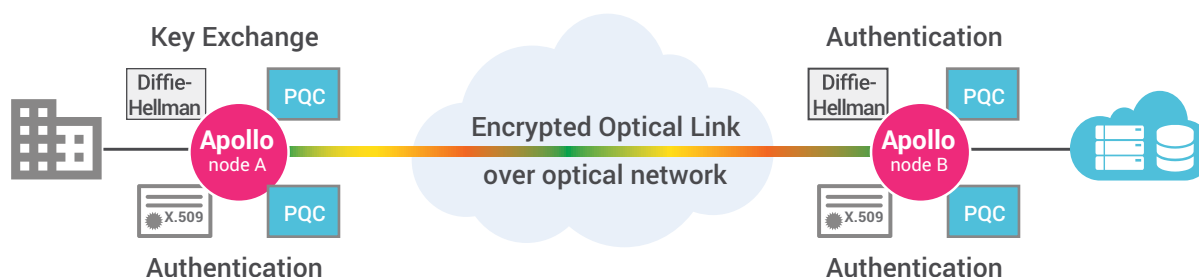 Key Exchange
Authentication
Diffie-
Hellman
PQC
Diffie-
Hellman
PQC
Apollo
node A
Encrypted Optical Link
over optical network
Apollo
node B
X.509
PQC
X.509
PQC
Authentication
Authentication